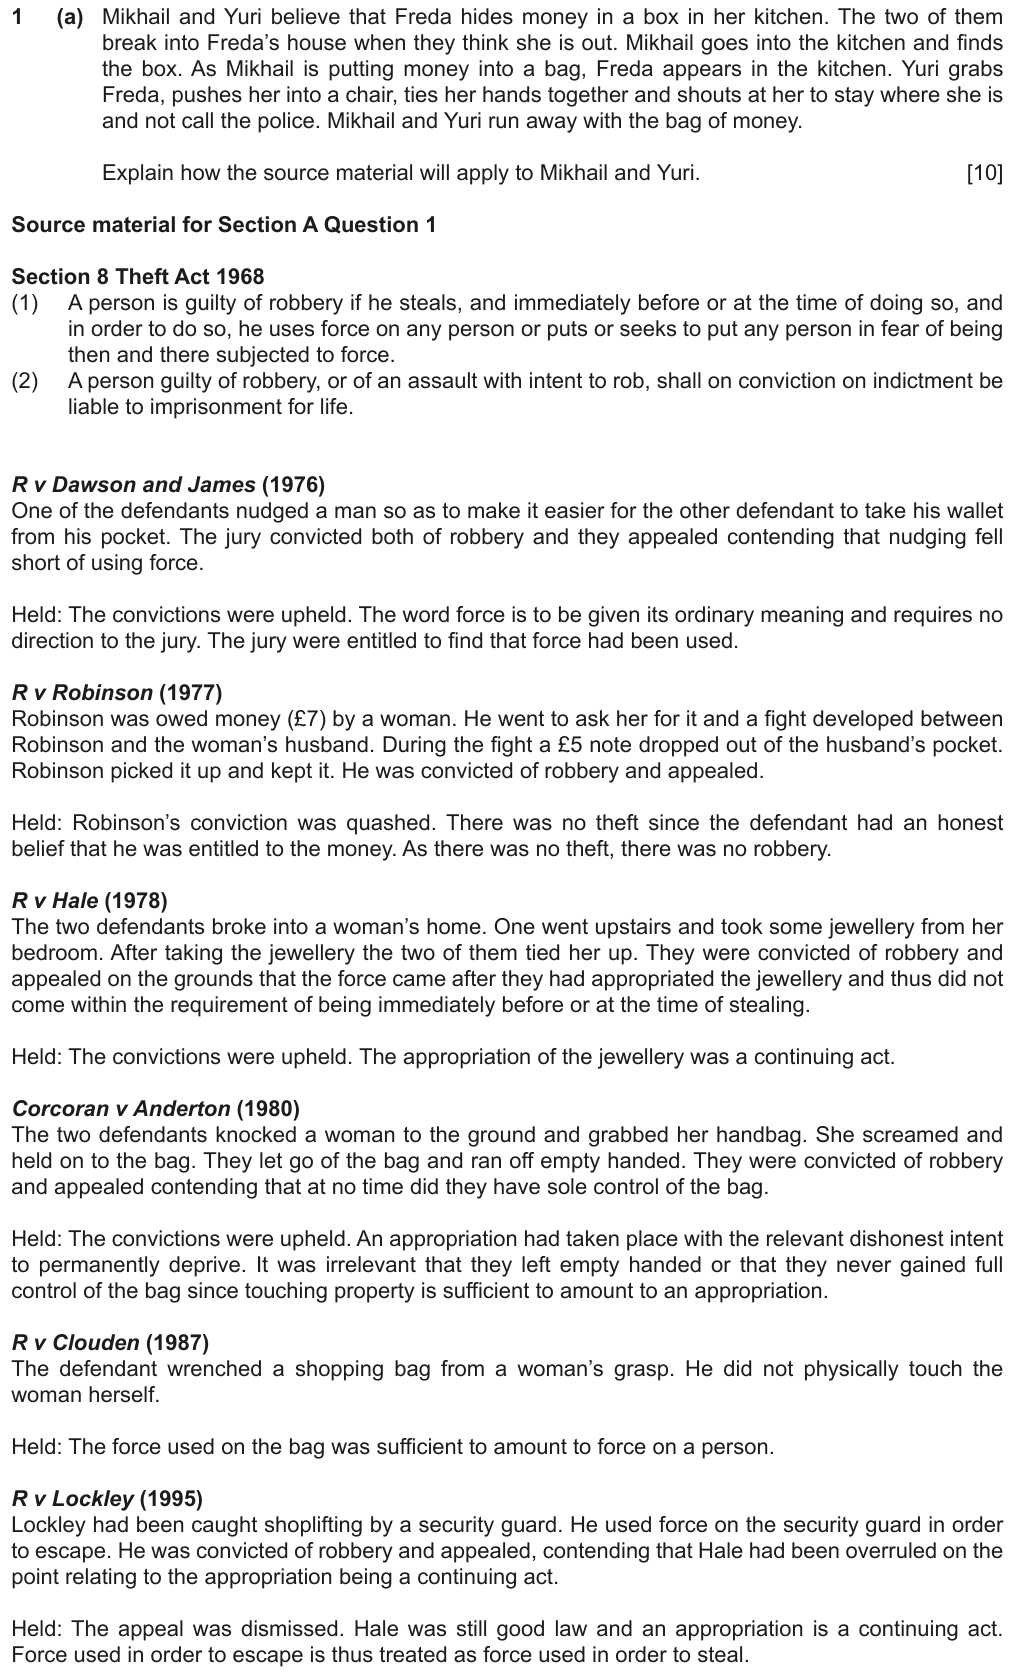 1 (a) Mikhail and Yuri believe that Freda hides money in a box in her kitchen. The two of them
break into Freda's house when they think she is out. Mikhail goes into the kitchen and finds
the box. As Mikhail is putting money into a bag, Freda appears in the kitchen. Yuri grabs
Freda, pushes her into a chair, ties her hands together and shouts at her to stay where she is
and not call the police. Mikhail and Yuri run away with the bag of money.
Explain how the source material will apply to Mikhail and Yuri. [10]
Source material for Section A Question 1
Section 8 Theft Act 1968
(1) A person is guilty of robbery if he steals, and immediately before or at the time of doing so, and
in order to do so, he uses force on any person or puts or seeks to put any person in fear of being
then and there subjected to force.
(2) A person guilty of robbery, or of an assault with intent to rob, shall on conviction on indictment be
liable to imprisonment for life.
R v Dawson and James (1976)
One of the defendants nudged a man so as to make it easier for the other defendant to take his wallet
from his pocket. The jury convicted both of robbery and they appealed contending that nudging fell
short of using force.
Held: The convictions were upheld. The word force is to be given its ordinary meaning and requires no
direction to the jury. The jury were entitled to find that force had been used.
R v Robinson (1977)
Robinson was owed money (£7) by a woman. He went to ask her for it and a fight developed between
Robinson and the woman's husband. During the fight a £5 note dropped out of the husband's pocket.
Robinson picked it up and kept it. He was convicted of robbery and appealed.
Held: Robinson's conviction was quashed. There was no theft since the defendant had an honest
belief that he was entitled to the money. As there was no theft, there was no robbery.
R v Hale (1978)
The two defendants broke into a woman's home. One went upstairs and took some jewellery from her
bedroom. After taking the jewellery the two of them tied her up. They were convicted of robbery and
appealed on the grounds that the force came after they had appropriated the jewellery and thus did not
come within the requirement of being immediately before or at the time of stealing.
Held: The convictions were upheld. The appropriation of the jewellery was a continuing act.
Corcoran v Anderton (1980)
The two defendants knocked a woman to the ground and grabbed her handbag. She screamed and
held on to the bag. They let go of the bag and ran off empty handed. They were convicted of robbery
and appealed contending that at no time did they have sole control of the bag.
Held: The convictions were upheld. An appropriation had taken place with the relevant dishonest intent
to permanently deprive. It was irrelevant that they left empty handed or that they never gained full
control of the bag since touching property is sufficient to amount to an appropriation.
R v Clouden (1987)
The defendant wrenched a shopping bag from a woman's grasp. He did not physically touch the
woman herself.
Held: The force used on the bag was sufficient to amount to force on a person.
R v Lockley (1995)
Lockley had been caught shoplifting by a security guard. He used force on the security guard in order
to escape. He was convicted of robbery and appealed, contending that Hale had been overruled on the
point relating to the appropriation being a continuing act.
Held: The appeal was dismissed. Hale was still good law and an appropriation is a continuing act.
Force used in order to escape is thus treated as force used in order to steal.